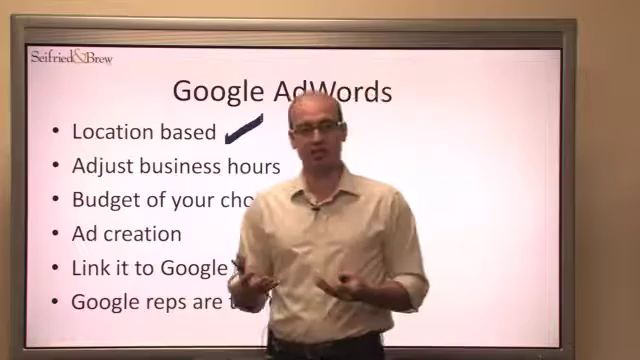 Seifried&Brew
Google AdWords
• Location based
• Adjust business hours
• Budget of your
• Ad creation
• Link it to Google
• Google reps are